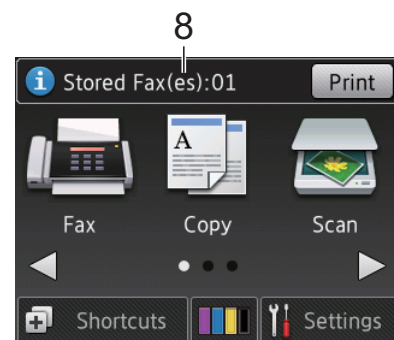 8
Stored Fax(es):01 Print
A
Fax Copy Scan
Shortcuts Settings